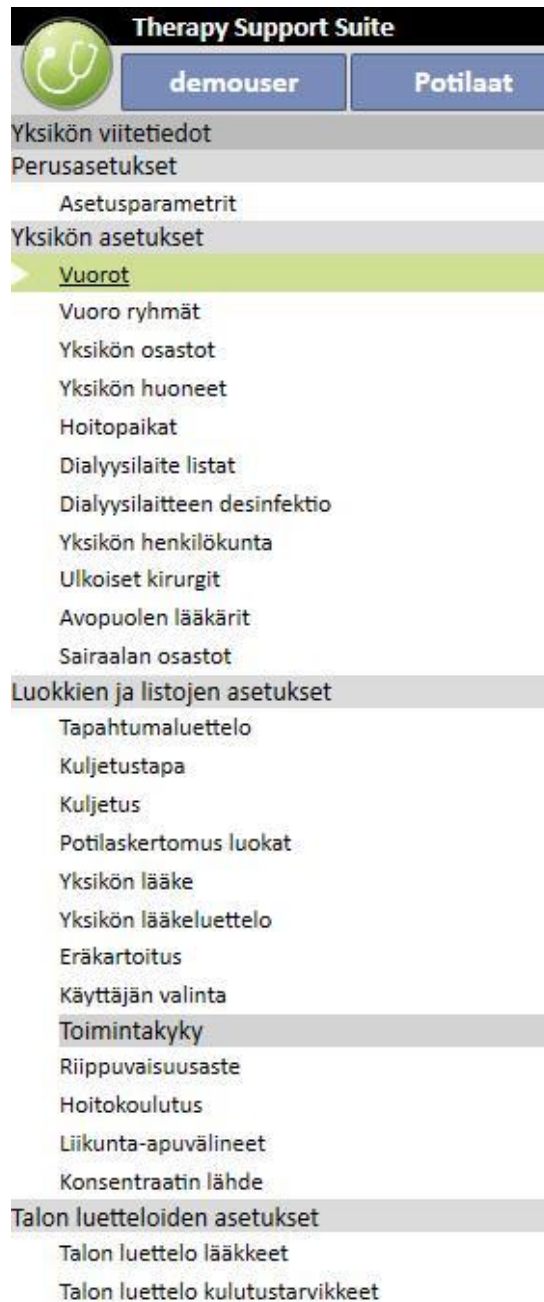 Therapy Support Suite
demouser Potilaat
Yksikön viitetiedot
Perusasetukset
Asetusparametrit
Yksikön asetukset
Vuorot
Vuoro ryhmät
Yksikön osastot
Yksikön huoneet
Hoitopaikat
Dialyysilaite listat
Dialyysilaitteen desinfektio
Yksikön henkilökunta
Ulkoiset kirurgit
Avopuolen lääkärit
Sairaalan osastot
Luokkien ja listojen asetukset
Tapahtumaluettelo
Kuljetustapa
Kuljetus
Potilaskertomus luokat
Yksikön lääke
Yksikön lääkeluettelo
Eräkartoitus
Käyttäjän valinta
Toimintakyky
Riippuvaisuusaste
Hoitokoulutus
Liikunta-apuvälineet
Konsentraatin lähde
Talon luetteloiden asetukset
Talon luettelo lääkkeet
Talon luettelo kulutustarvikkeet